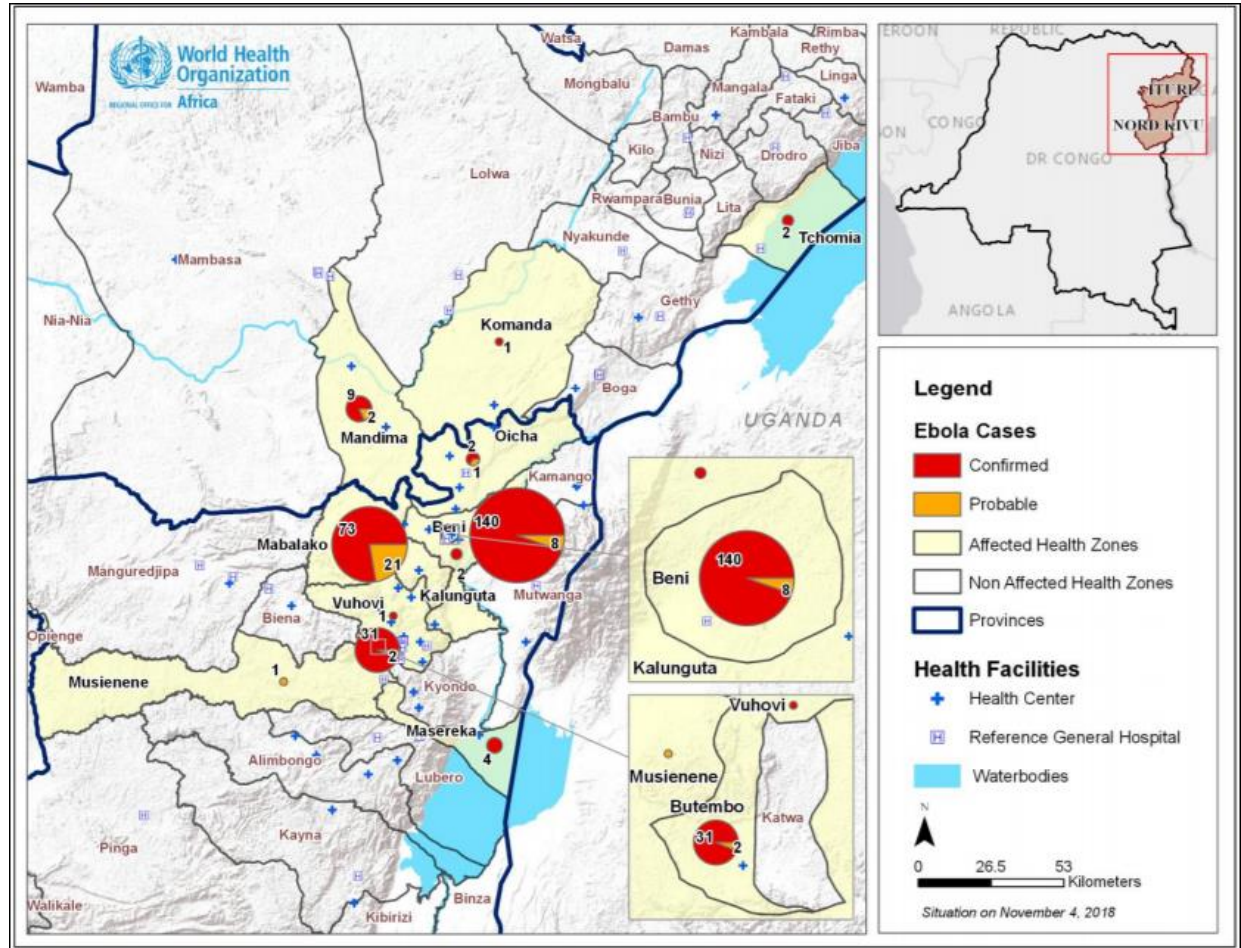 World Health
Organization
REGIONAL OFFICE FOR Africa
Watsa
Kambala
Rimba
Damas
Rethy
Wamba
Mongbalu
Mangala
Linga
Fataki
Bambu
Kilo
Nizi
Drodro
Jiba
Lolwa
Rwampara
Bunia
Lita
2
Tchomia
Nyakunde
Mambasa
Gethy
Nia-Nia
Komanda
1
Boga
UGANDA
9
2
Mandima
Oicha
2
1
Kamango
73
21
Mabalako
Beni
140
8
2
Manguredjipa
Kalunguta
Mutwanga
Vuhovi
1
Biena
Opienge
31
2
Musienene
1
Kyondo
Masereka
4
Alimbongo
Lubero
Kayna
Pinga
Walikale
Kibirizi
Binza
140
8
Beni
Kalunguta
Vuhovi
Musienene
Butembo
31
2
Katwa
EROON
REPUBLIC
ITURI
NORD KIVU
CONGO
ON
DR CONGO
ANGOLA
Legend
Ebola Cases
Confirmed
Probable
Affected Health Zones
Non Affected Health Zones
Provinces
Health Facilities
Health Center
H Reference General Hospital
Waterbodies
N
0 26.5 53
Kilometers
Situation on November 4, 2018